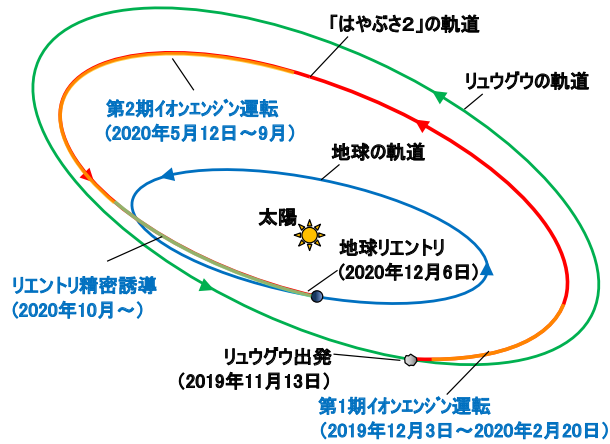 「はやぶさ２」の軌道
リュウグウの軌道
第2期ｲｵﾝｴﾝｼﾞﾝ運転
(2020年5月12日～9月)
地球の軌道
太陽
地球リエントリ
(2020年12月6日)
リエントリ精密誘導
(2020年10月～)
リュウグウ出発
(2019年11月13日)
第1期ｲｵﾝｴﾝｼﾞﾝ運転
(2019年12月3日～2020年2月20日)